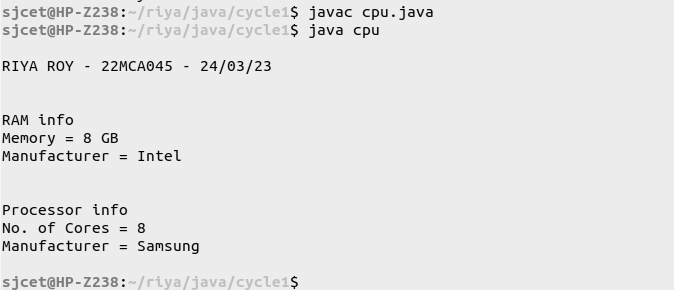 sjcet@HP-Z238:~/riya/java/cycle1$ javac cpu.java
sjcet@HP-Z238:~/riya/java/cycle1$ java cpu
RIYA ROY - 22MCA045 - 24/03/23
RAM info
Memory = 8 GB
Manufacturer = Intel
Processor info
No. of Cores = 8
Manufacturer = Samsung
sjcet@HP-Z238:~/riya/java/cycle1$